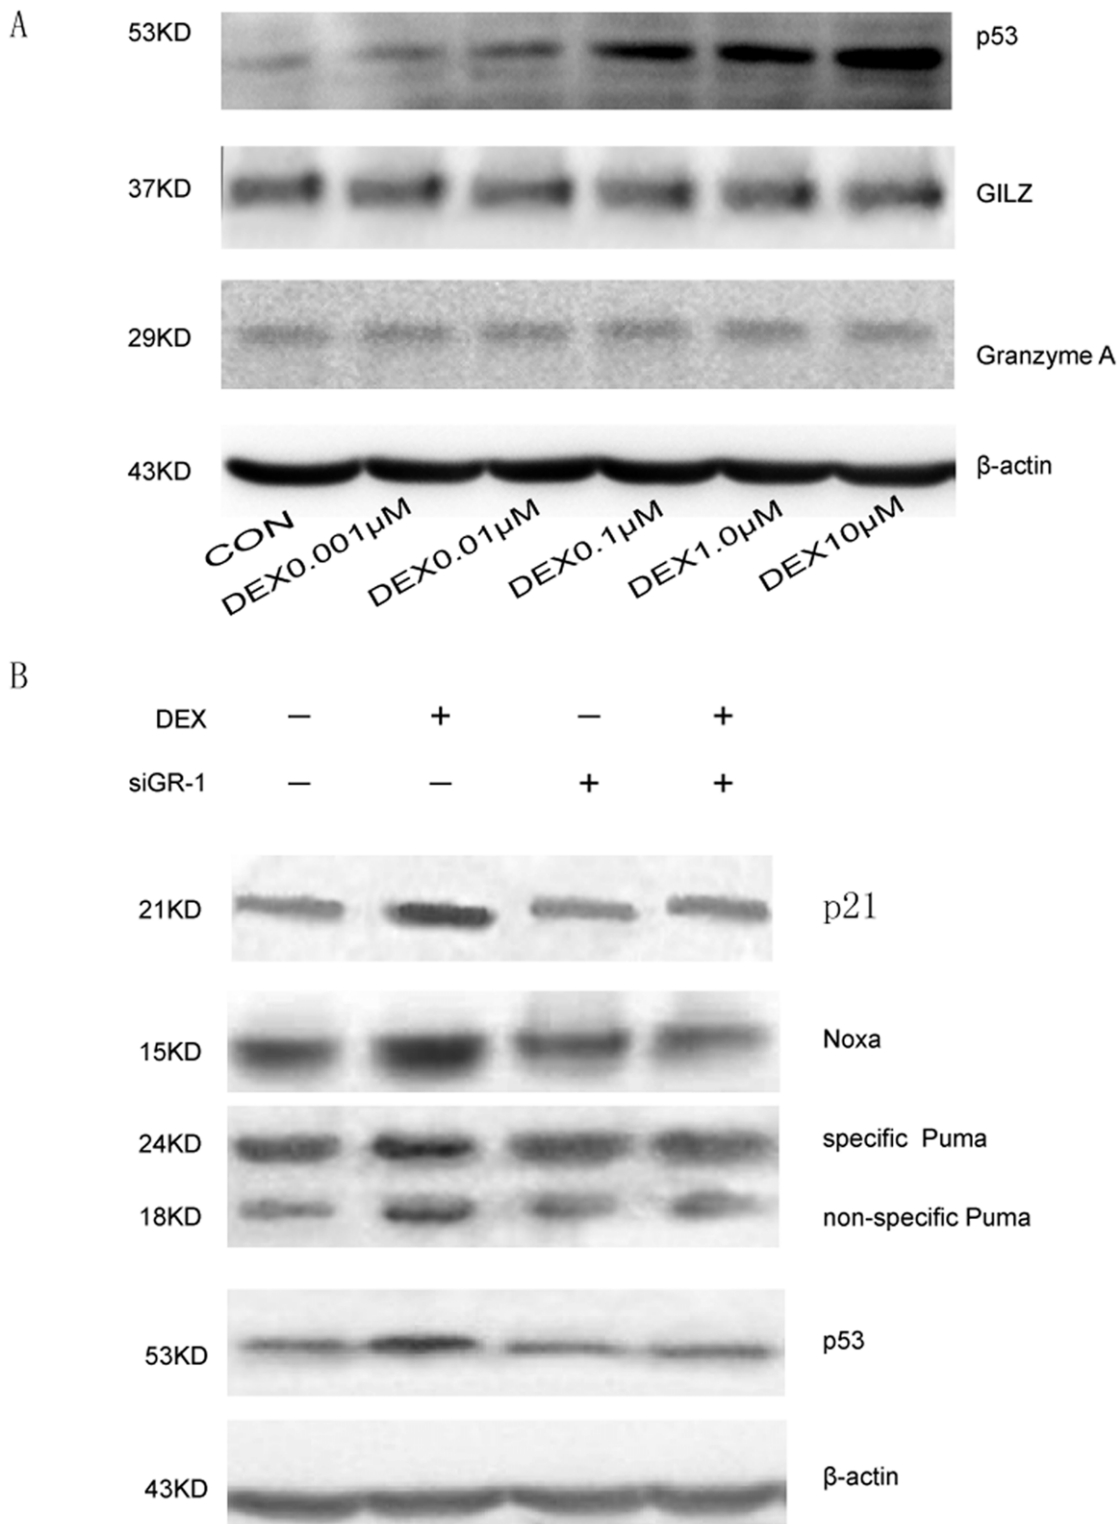 A
53KD p53
37KD GILZ
29KD Granzyme A
43KD β-actin
CON DEX0.001μM DEX0.01μM DEX0.1μM DEX1.0μM DEX10μM
B
DEX − + − +
siGR-1 − − + +
21KD p21
15KD Noxa
24KD specific Puma
18KD non-specific Puma
53KD p53
43KD β-actin